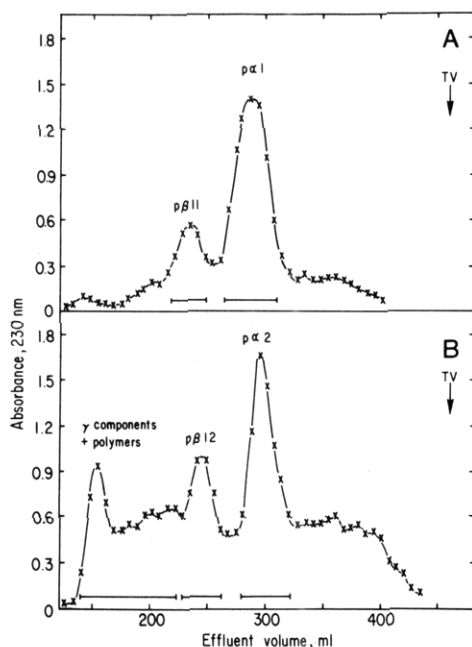 A
1.8
1.5
1.2
0.9
0.6
0.3
0
pβ11
pα1
TV
B
1.8
1.5
1.2
0.9
0.6
0.3
0
γ components
+ polymers
pβ12
pα2
TV
200
300
400
Absorbance, 230 nm
Effluent volume, ml